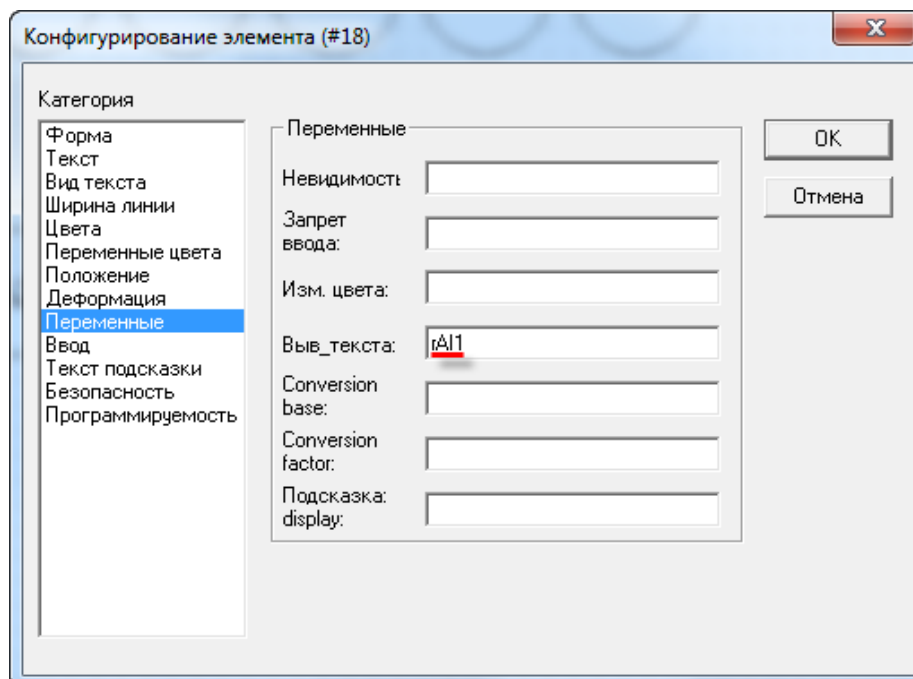 Конфигурирование элемента (#18)
Категория
Форма
Текст
Вид текста
Ширина линии
Цвета
Переменные цвета
Положение
Деформация
Переменные
Ввод
Текст подсказки
Безопасность
Программируемость
Переменные
Невидимость
Запрет
ввода:
Изм. цвета:
Выв_текста:
rAI1
Conversion
base:
Conversion
factor:
Подсказка:
display:
OK
Отмена